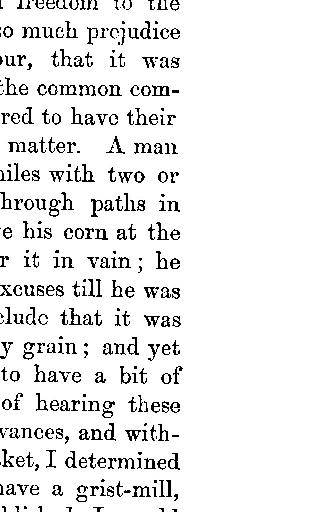 freedom to the
so much prejudice
our, that it was
the common com-
red to have their
matter. A man
miles with two or
through paths in
e his corn at the
r it in vain; he
xcuses till he was
clude that it was
y grain; and yet
to have a bit of
of hearing these
vances, and with-
ket, I determined
have a grist-mill,